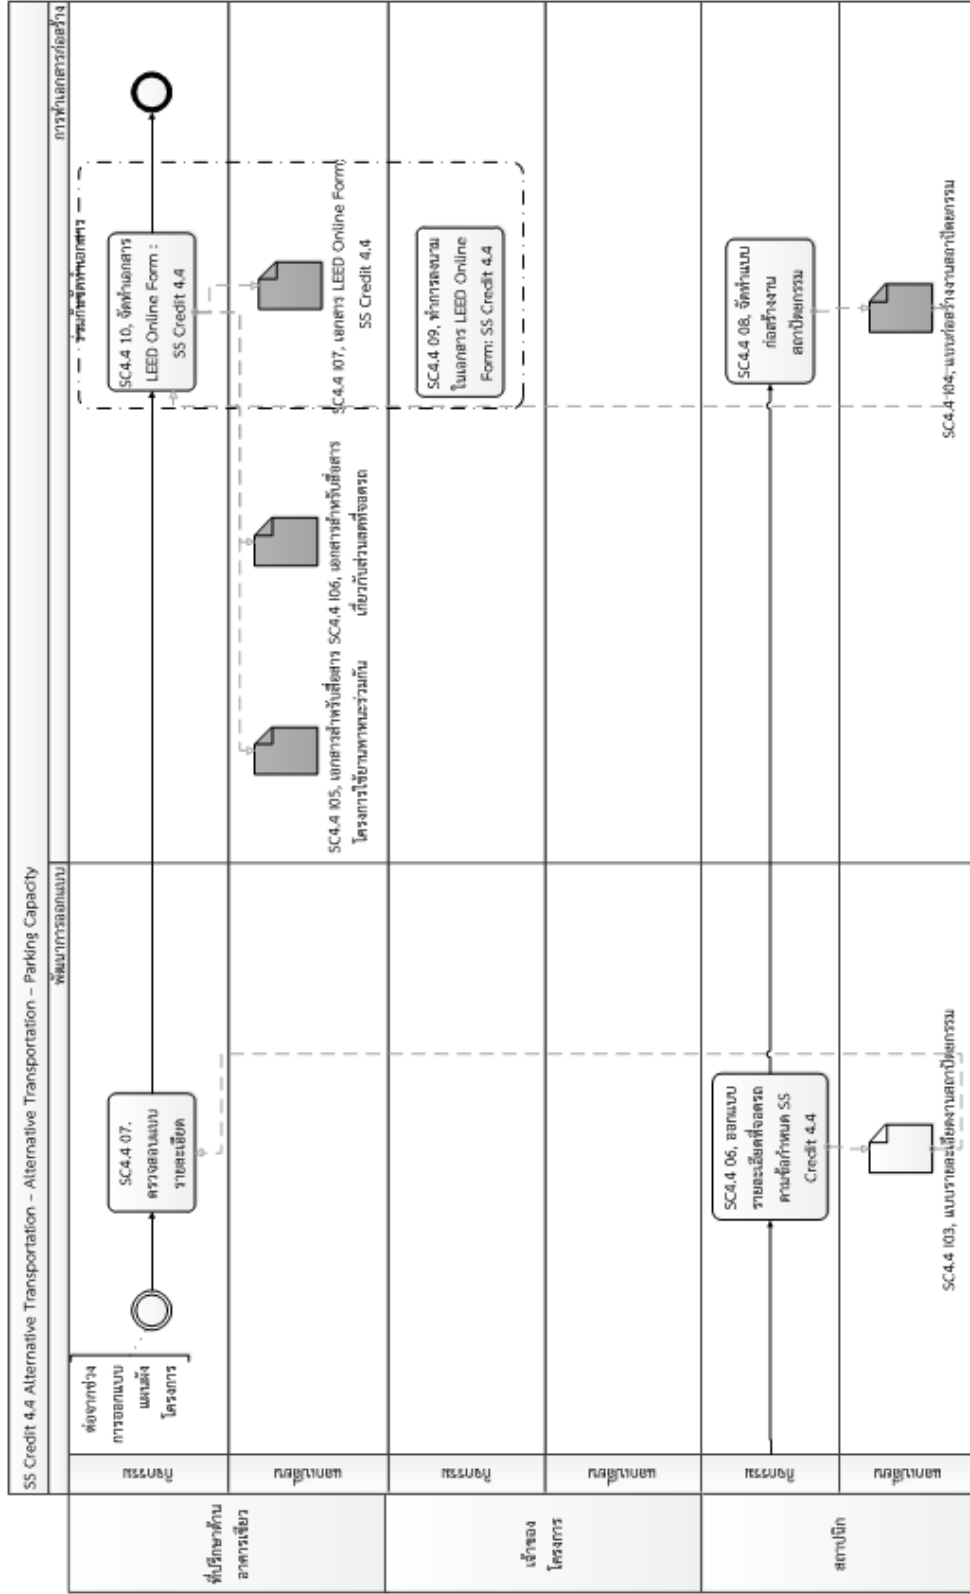 SS Credit 4.4 Alternative Transportation – Alternative Transportation – Parking Capacity
พัฒนาการออกแบบ
การทำเอกสารก่อสร้าง
ที่ปรึกษาด้าน
อาคารเขียว
กิจกรรม
แผนกเขียน
ต่อจากช่วง
การออกแบบ
แผนผัง
โครงการ
SC4.4 07,
ตรวจสอบแบบ
รายละเอียด
ร่วมกันจัดทำเอกสาร
SC4.4 10, จัดทำเอกสาร
LEED Online Form :
SS Credit 4.4
SC4.4 I05, เอกสารสำหรับสื่อสาร
โครงการใช้ยานพาหนะร่วมกัน
SC4.4 I06, เอกสารสำหรับสื่อสาร
เกี่ยวกับส่วนลดที่จอดรถ
SC4.4 I07, เอกสาร LEED Online Form:
SS Credit 4.4
เจ้าของ
โครงการ
กิจกรรม
SC4.4 09, ทำการลงนาม
ในเอกสาร LEED Online
Form: SS Credit 4.4
สถาปนิก
กิจกรรม
SC4.4 06, ออกแบบ
รายละเอียดที่จอดรถ
ตามข้อกำหนด SS
Credit 4.4
SC4.4 08, จัดทำแบบ
ก่อสร้างงาน
สถาปัตยกรรม
SC4.4 I03, แบบรายละเอียดงานสถาปัตยกรรม
SC4.4 I04, แบบก่อสร้างงานสถาปัตยกรรม